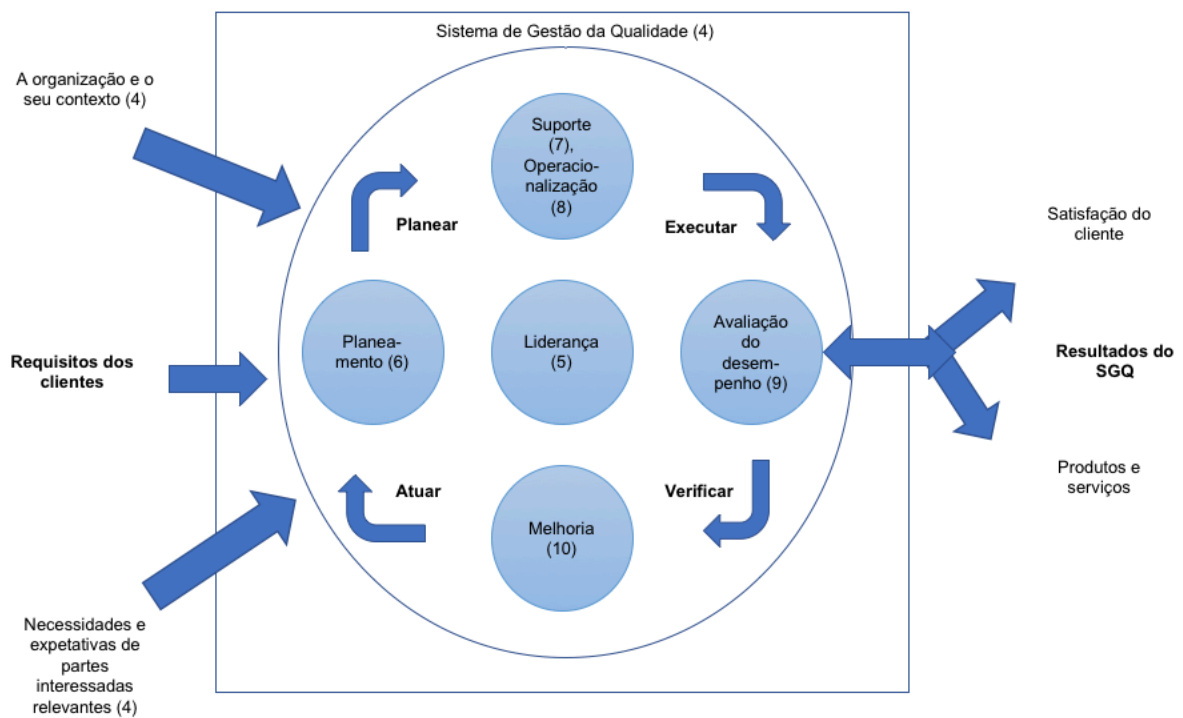 Sistema de Gestão da Qualidade (4)
A organização e o
seu contexto (4)
Suporte
(7),
Operacio-
nalização
(8)
Planear
Executar
Satisfação do
cliente
Requisitos dos
clientes
Planea-
mento (6)
Liderança
(5)
Avaliação
do
desem-
penho (9)
Resultados do
SGQ
Atuar
Verificar
Melhoria
(10)
Produtos e
serviços
Necessidades e
expetativas de
partes
interessadas
relevantes (4)